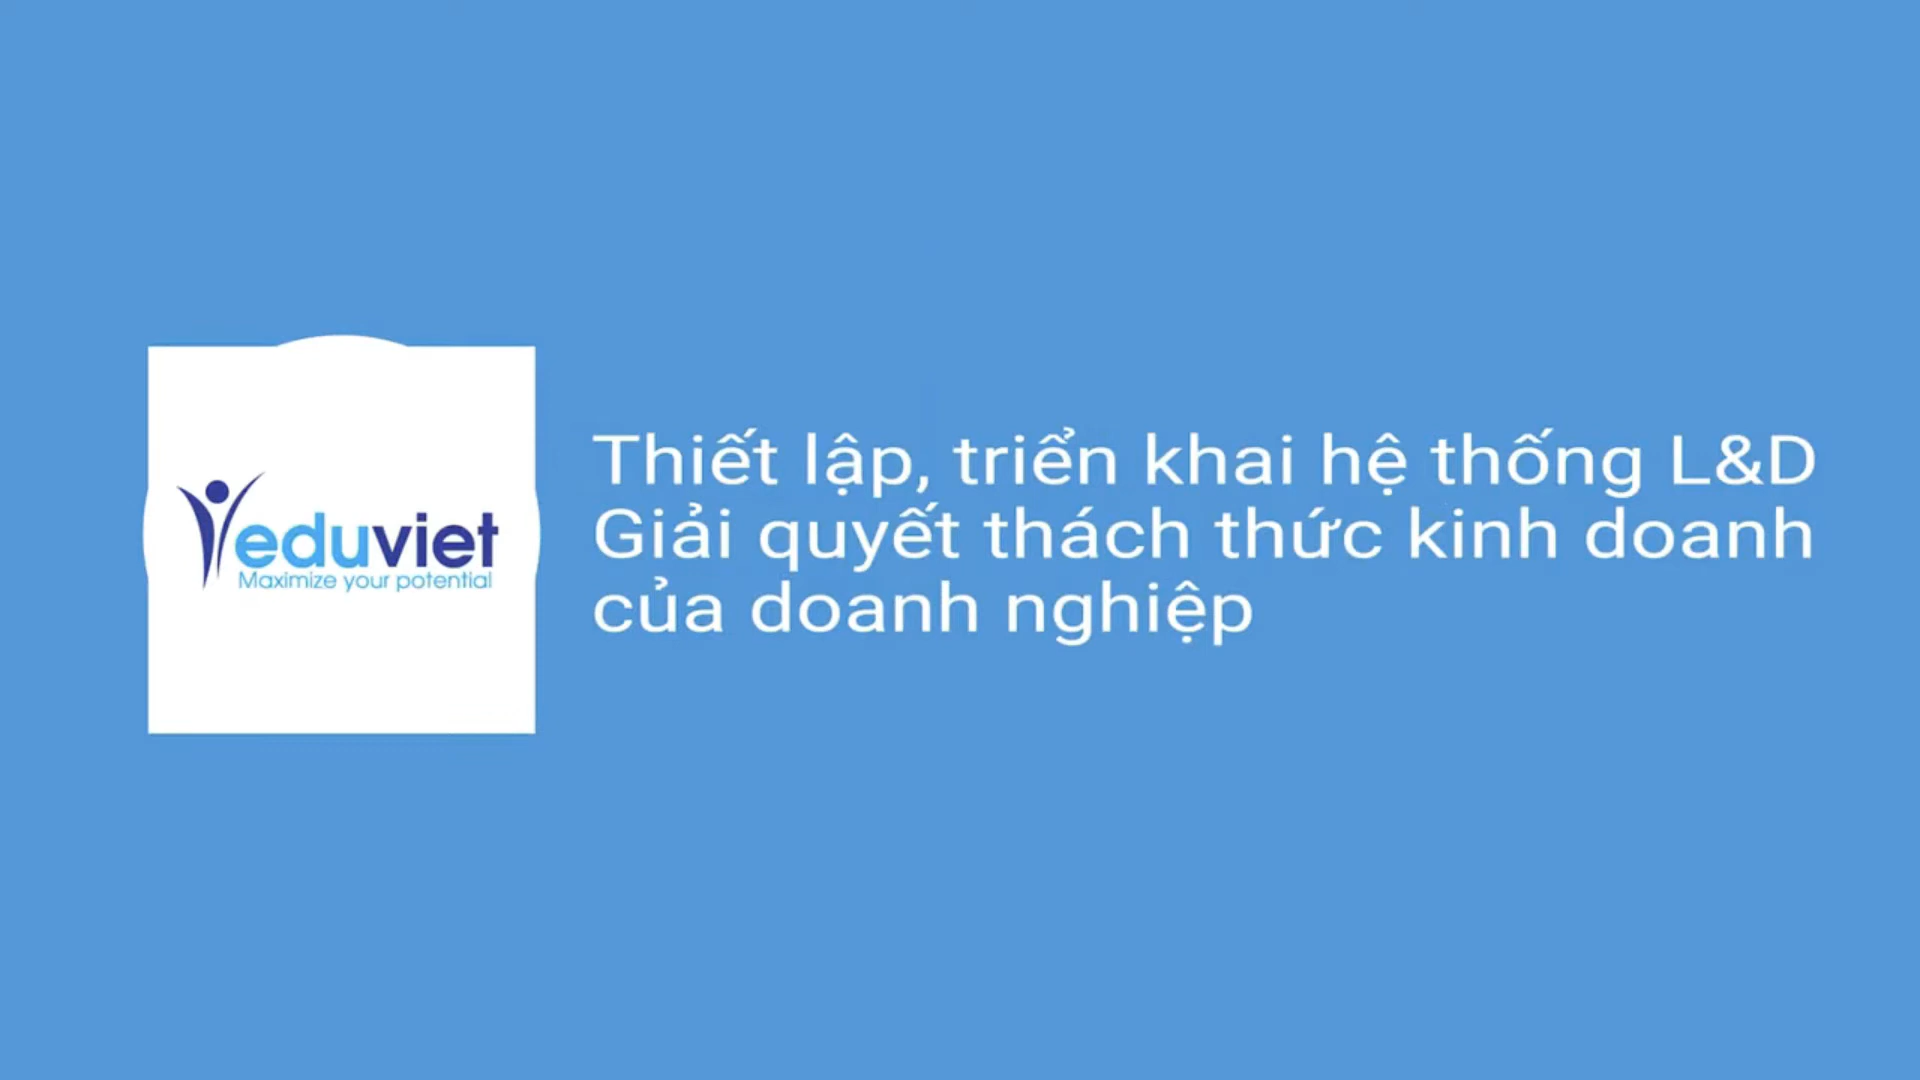 eduviet
Maximize your potential
Thiết lập, triển khai hệ thống L&D
Giải quyết thách thức kinh doanh
của doanh nghiệp